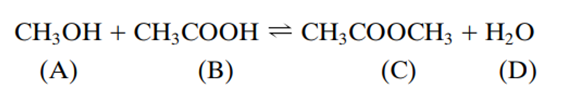 CH₃OH + CH₃COOH ⇌ CH₃COOCH₃ + H₂O
(A) (B) (C) (D)